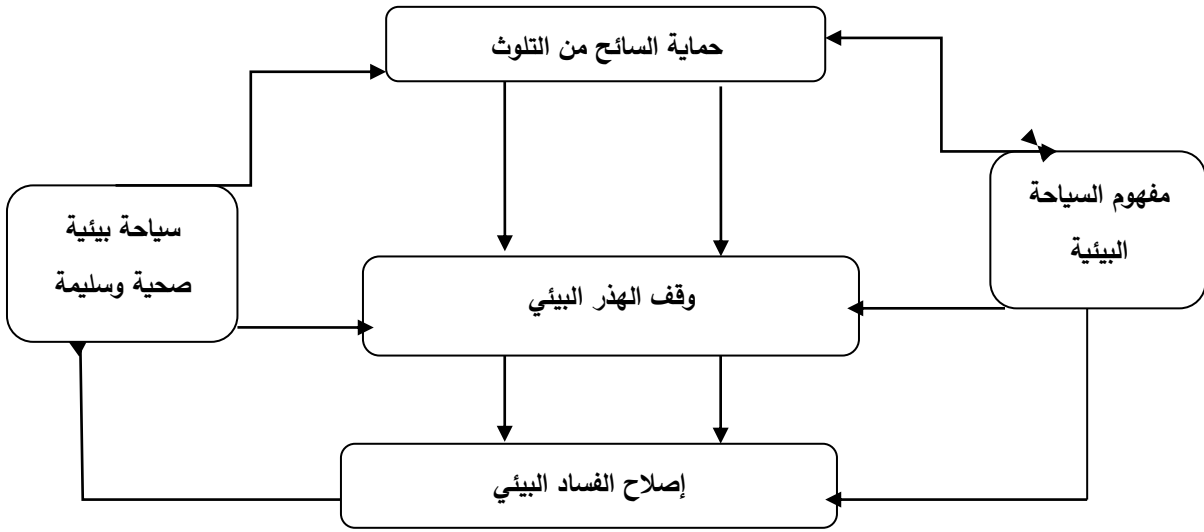 حماية السائح من التلوث
مفهوم السياحة
البيئية
سياحة بيئية
صحية وسليمة
وقف الهذر البيئي
إصلاح الفساد البيئي